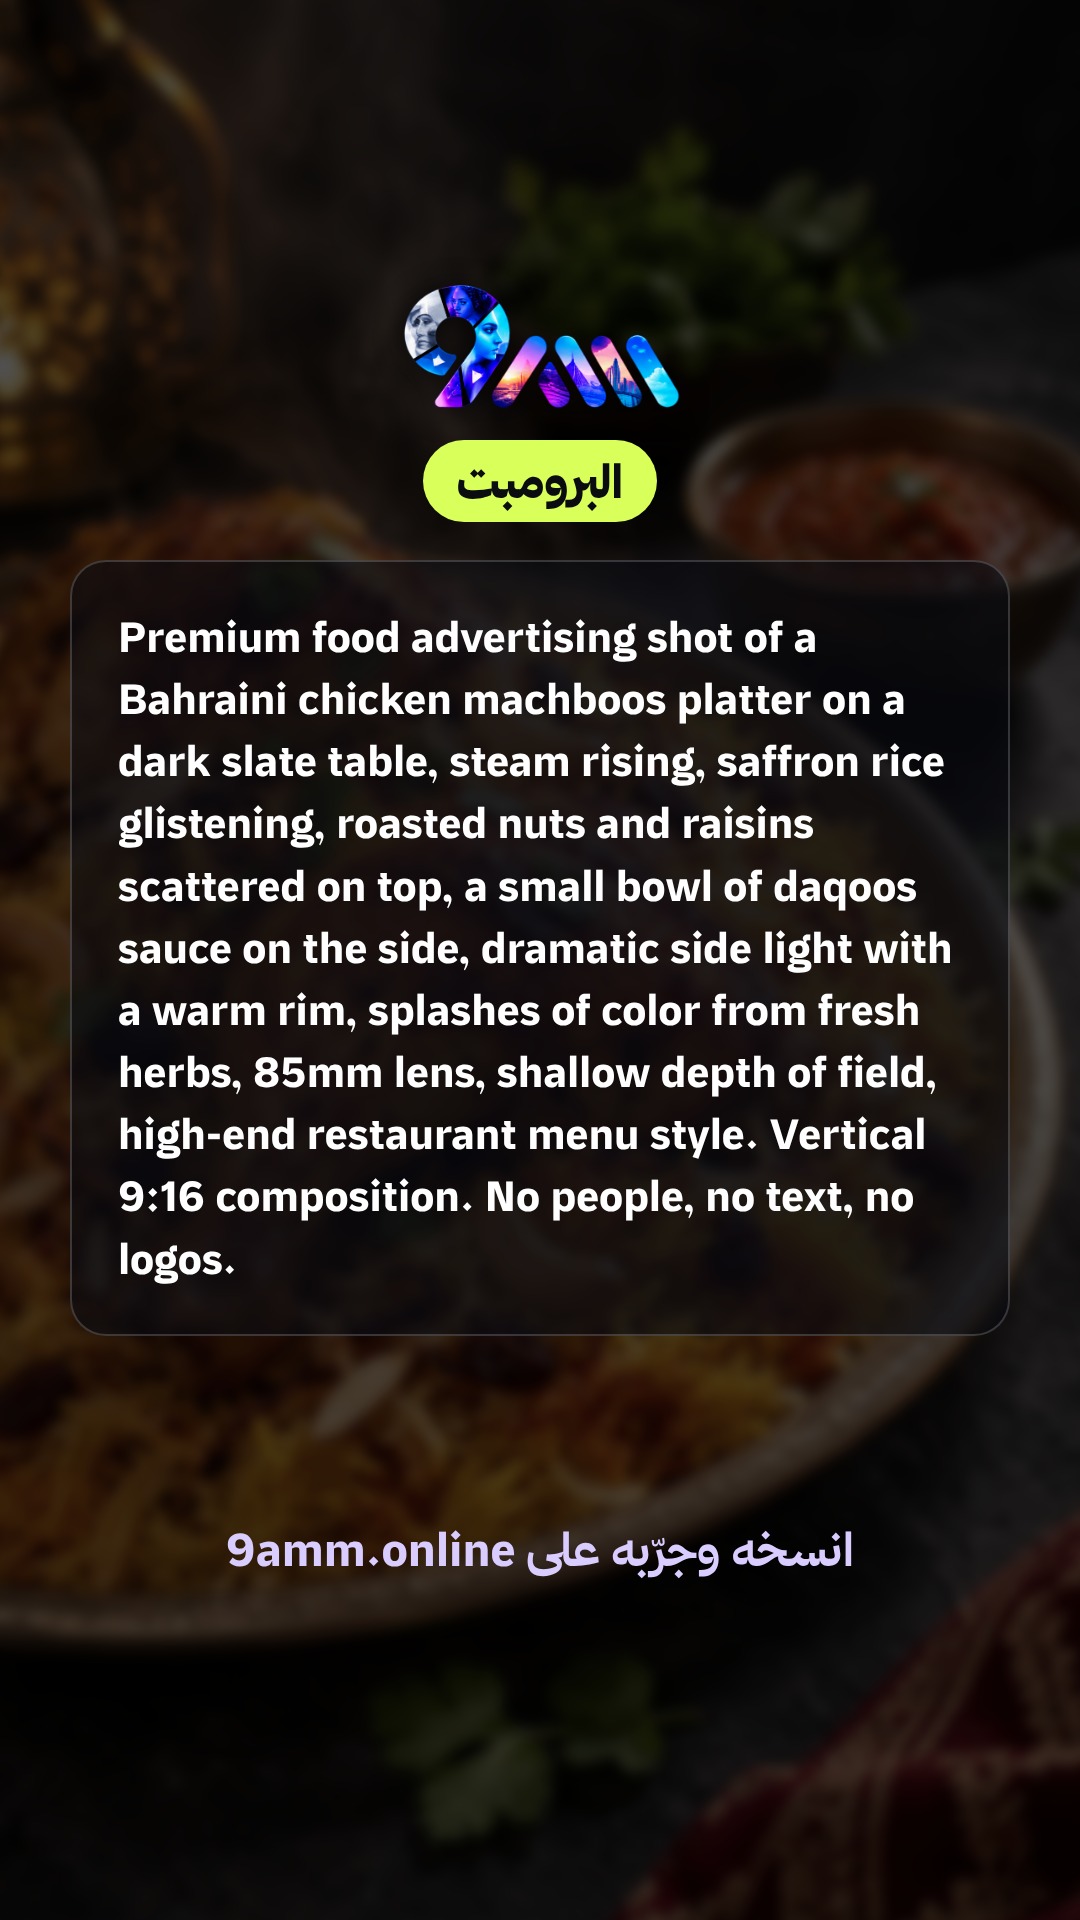 9amm
البرومبت
Premium food advertising shot of a
Bahraini chicken machboos platter on a
dark slate table, steam rising, saffron rice
glistening, roasted nuts and raisins
scattered on top, a small bowl of daqoos
sauce on the side, dramatic side light with
a warm rim, splashes of color from fresh
herbs, 85mm lens, shallow depth of field,
high-end restaurant menu style. Vertical
9:16 composition. No people, no text, no
logos.
انسخه وجرّبه على 9amm.online